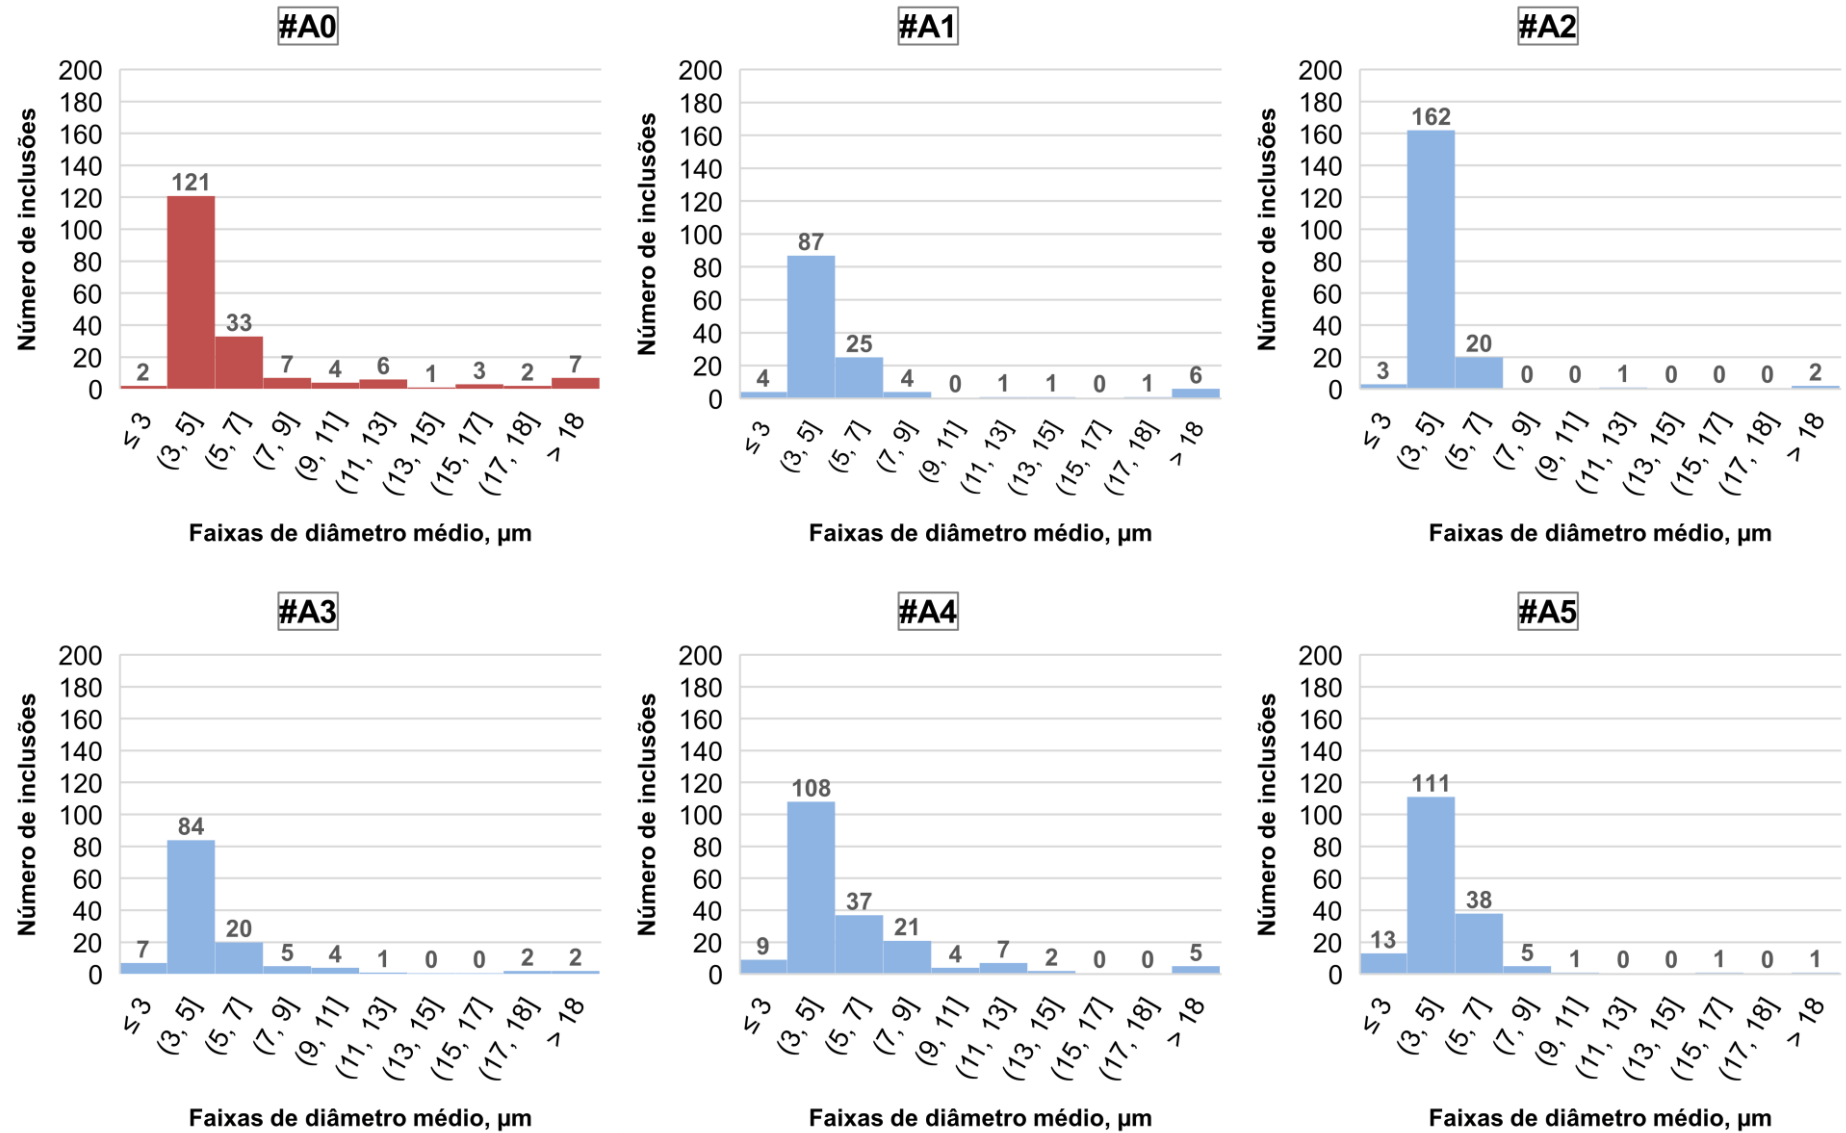 #A0
200
180
160
140
120
100
80
60
40
20
0
Número de inclusões
2 121 33 7 4 6 1 3 2 7
≤ 3 (3, 5] (5, 7] (7, 9] (9, 11] (11, 13] (13, 15] (15, 17] (17, 18] > 18
Faixas de diâmetro médio, µm
#A1
200
180
160
140
120
100
80
60
40
20
0
Número de inclusões
4 87 25 4 0 1 1 0 1 6
≤ 3 (3, 5] (5, 7] (7, 9] (9, 11] (11, 13] (13, 15] (15, 17] (17, 18] > 18
Faixas de diâmetro médio, µm
#A2
200
180
160
140
120
100
80
60
40
20
0
Número de inclusões
3 162 20 0 0 1 0 0 0 2
≤ 3 (3, 5] (5, 7] (7, 9] (9, 11] (11, 13] (13, 15] (15, 17] (17, 18] > 18
Faixas de diâmetro médio, µm
#A3
200
180
160
140
120
100
80
60
40
20
0
Número de inclusões
7 84 20 5 4 1 0 0 2 2
≤ 3 (3, 5] (5, 7] (7, 9] (9, 11] (11, 13] (13, 15] (15, 17] (17, 18] > 18
Faixas de diâmetro médio, µm
#A4
200
180
160
140
120
100
80
60
40
20
0
Número de inclusões
9 108 37 21 4 7 2 0 0 5
≤ 3 (3, 5] (5, 7] (7, 9] (9, 11] (11, 13] (13, 15] (15, 17] (17, 18] > 18
Faixas de diâmetro médio, µm
#A5
200
180
160
140
120
100
80
60
40
20
0
Número de inclusões
13 111 38 5 1 0 0 1 0 1
≤ 3 (3, 5] (5, 7] (7, 9] (9, 11] (11, 13] (13, 15] (15, 17] (17, 18] > 18
Faixas de diâmetro médio, µm